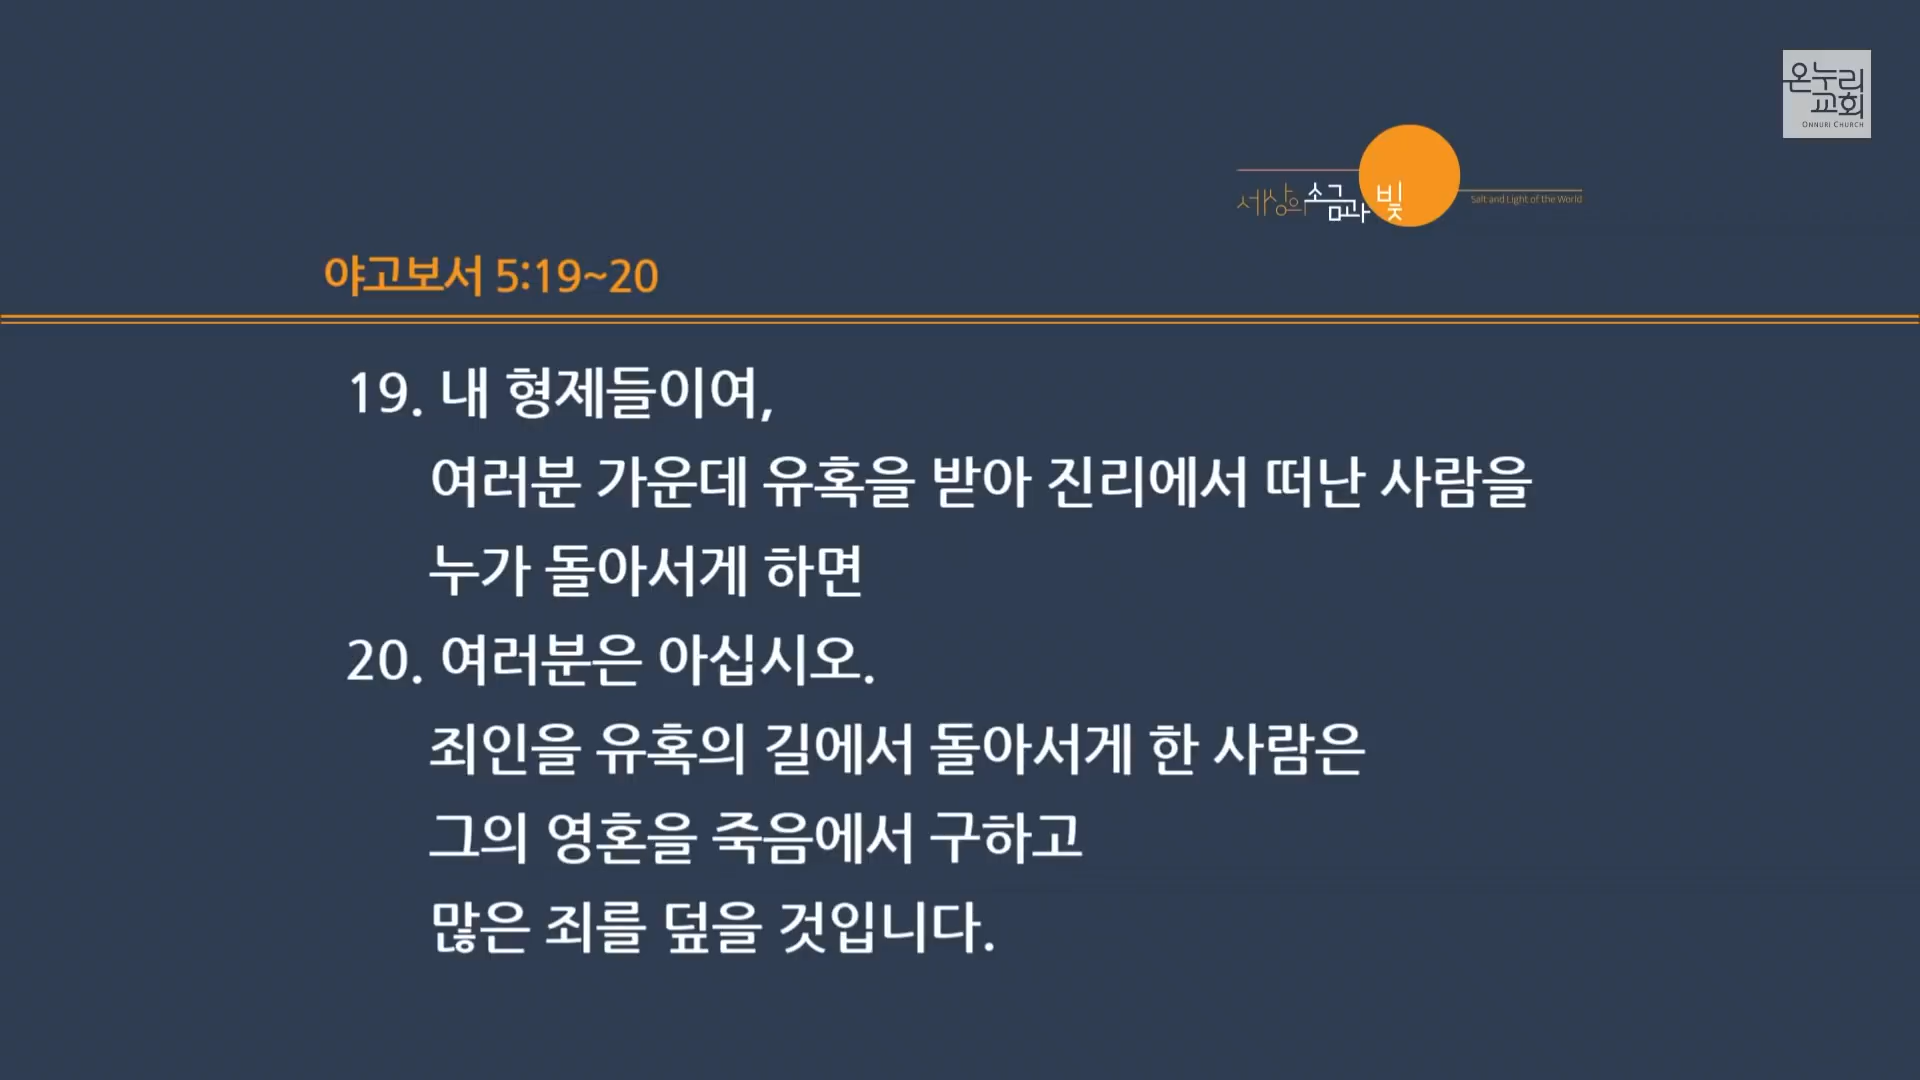 온누리
교회
ONNURI CHURCH
세상의 소금과 빛
Salt and Light of the World
야고보서 5:19~20
19. 내 형제들이여,
여러분 가운데 유혹을 받아 진리에서 떠난 사람을
누가 돌아서게 하면
20. 여러분은 아십시오.
죄인을 유혹의 길에서 돌아서게 한 사람은
그의 영혼을 죽음에서 구하고
많은 죄를 덮을 것입니다.